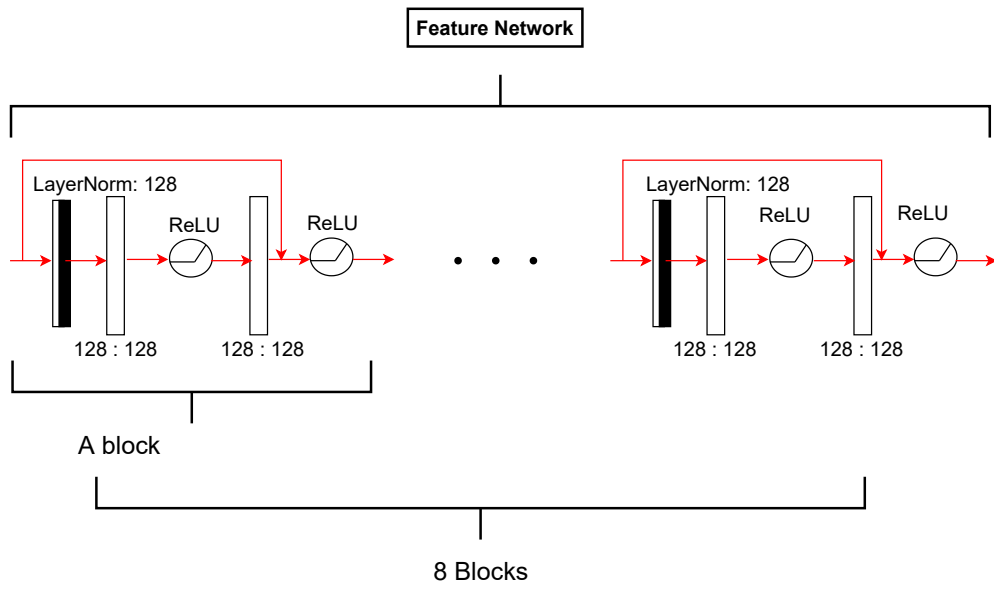 Feature Network
LayerNorm: 128
ReLU
ReLU
128 : 128
128 : 128
LayerNorm: 128
ReLU
ReLU
128 : 128
128 : 128
A block
8 Blocks